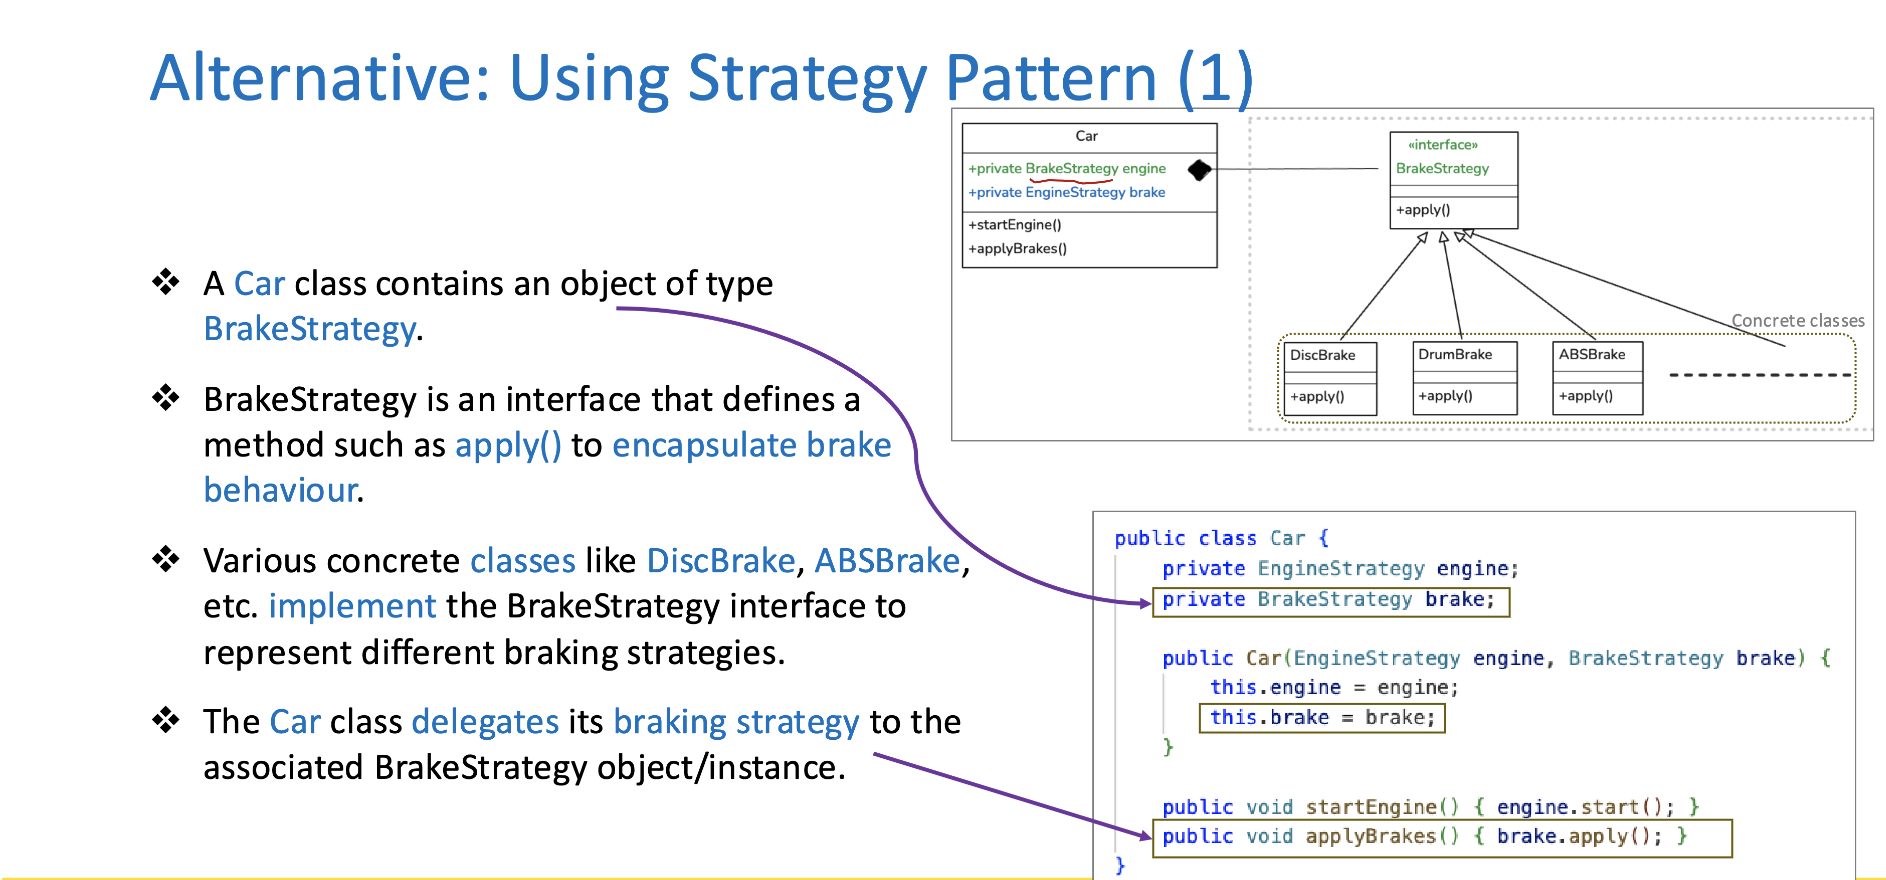 Alternative: Using Strategy Pattern (1)
❖ A Car class contains an object of type
BrakeStrategy.
❖ BrakeStrategy is an interface that defines a
method such as apply() to encapsulate brake
behaviour.
❖ Various concrete classes like DiscBrake, ABSBrake,
etc. implement the BrakeStrategy interface to
represent different braking strategies.
❖ The Car class delegates its braking strategy to the
associated BrakeStrategy object/instance.
Car
+private BrakeStrategy engine
+private EngineStrategy brake
+startEngine()
+applyBrakes()
«interface»
BrakeStrategy
+apply()
Concrete classes
DiscBrake
+apply()
DrumBrake
+apply()
ABSBrake
+apply()
public class Car {
private EngineStrategy engine;
private BrakeStrategy brake;
public Car(EngineStrategy engine, BrakeStrategy brake) {
this.engine = engine;
this.brake = brake;
}
public void startEngine() { engine.start(); }
public void applyBrakes() { brake.apply(); }
}